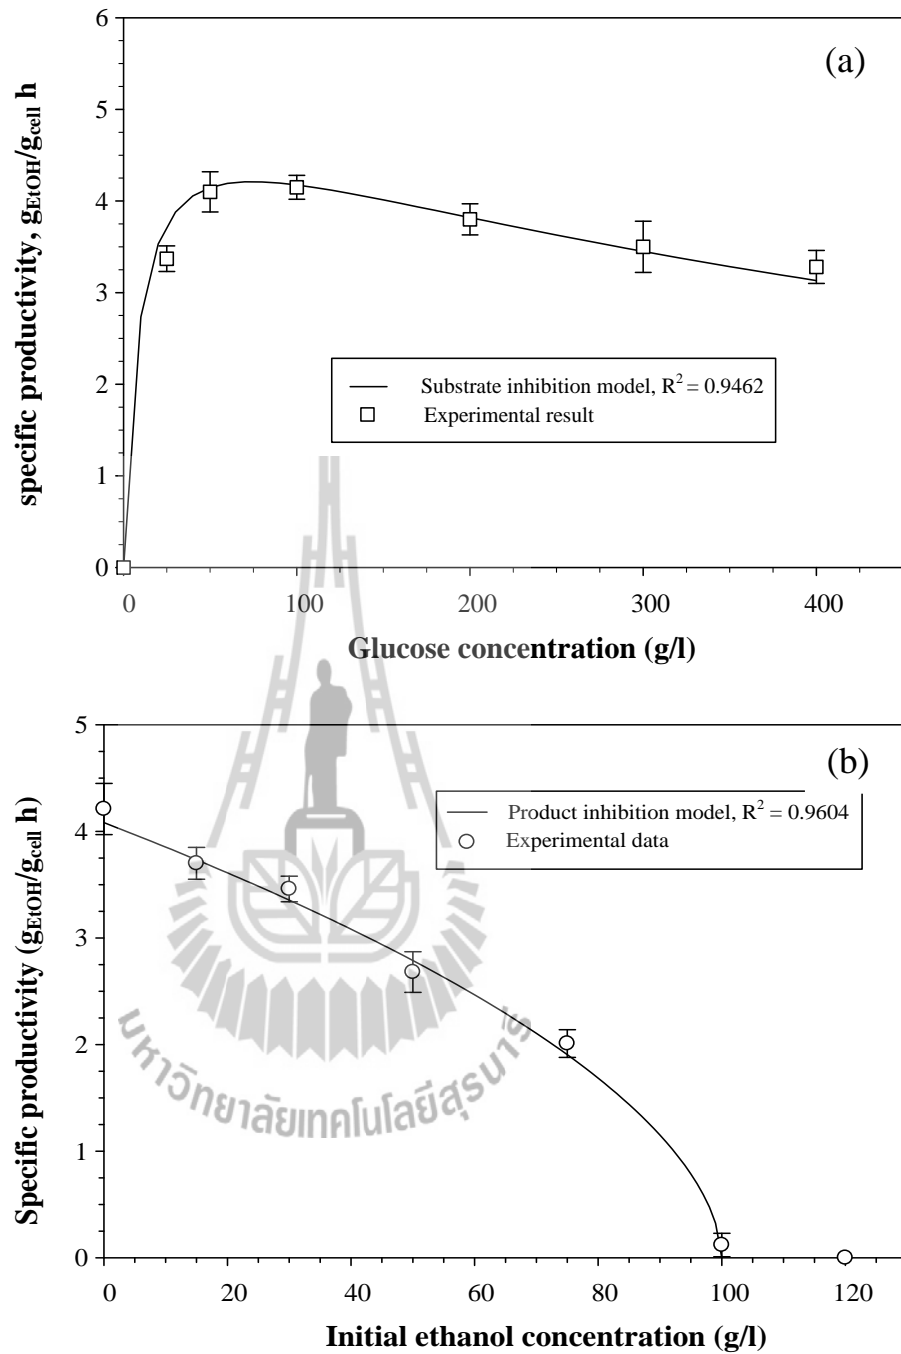 (a)
specific productivity, gEtOH/gcell h
6
5
4
3
2
1
0
Substrate inhibition model, R² = 0.9462
Experimental result
0 100 200 300 400
Glucose concentration (g/l)
(b)
Specific productivity (gEtOH/gcell h)
5
4
3
2
1
0
Product inhibition model, R² = 0.9604
Experimental data
มหาวิทยาลัยเทคโนโลยีสุรนารี
0 20 40 60 80 100 120
Initial ethanol concentration (g/l)